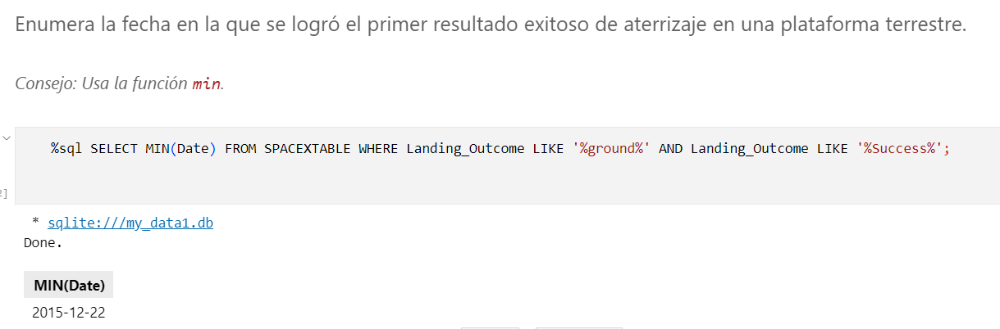 Enumera la fecha en la que se logró el primer resultado exitoso de aterrizaje en una plataforma terrestre.
Consejo: Usa la función min.
%sql SELECT MIN(Date) FROM SPACEXTABLE WHERE Landing_Outcome LIKE '%ground%' AND Landing_Outcome LIKE '%Success%';
2]
* sqlite:///my_data1.db
Done.
MIN(Date)
2015-12-22